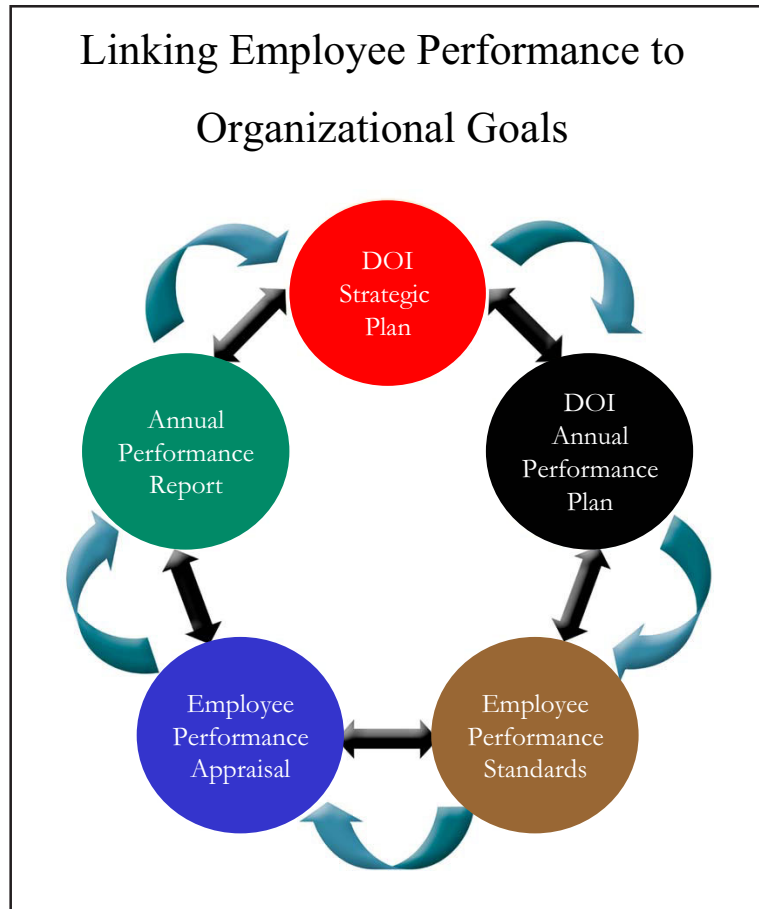 Linking Employee Performance to
Organizational Goals
DOI
Strategic
Plan
DOI
Annual
Performance
Plan
Employee
Performance
Standards
Employee
Performance
Appraisal
Annual
Performance
Report